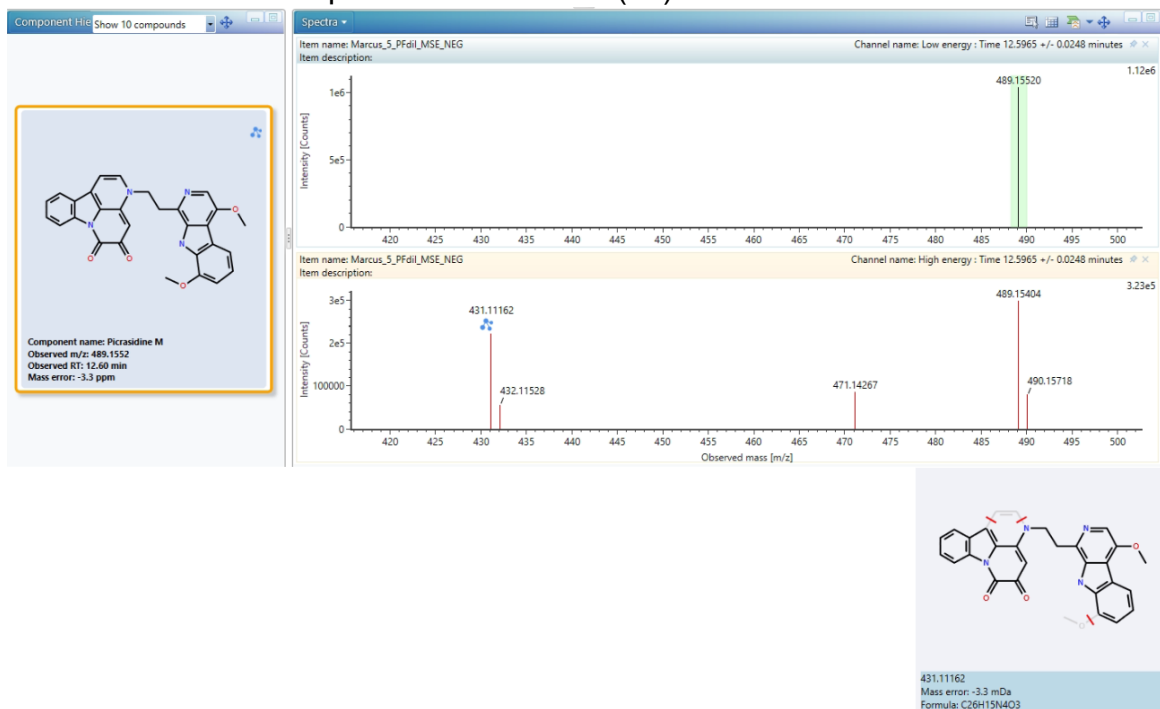 Component Hie
Show 10 compounds
Spectra
Item name: Marcus_5_PFdil_MSE_NEG
Channel name: Low energy : Time 12.5965 +/- 0.0248 minutes
Item description:
1.12e6
489.15520
1e6
5e5
0
Intensity [Counts]
420 425 430 435 440 445 450 455 460 465 470 475 480 485 490 495 500
N N O N N O O O
Component name: Picrasidine M
Observed m/z: 489.1552
Observed RT: 12.60 min
Mass error: -3.3 ppm
Item name: Marcus_5_PFdil_MSE_NEG
Channel name: High energy : Time 12.5965 +/- 0.0248 minutes
Item description:
3.23e5
489.15404
431.11162
432.11528
471.14267
490.15718
3e5
2e5
100000
0
Intensity [Counts]
420 425 430 435 440 445 450 455 460 465 470 475 480 485 490 495 500
Observed mass [m/z]
N N O N N O O O
431.11162
Mass error: -3.3 mDa
Formula: C26H15N4O3